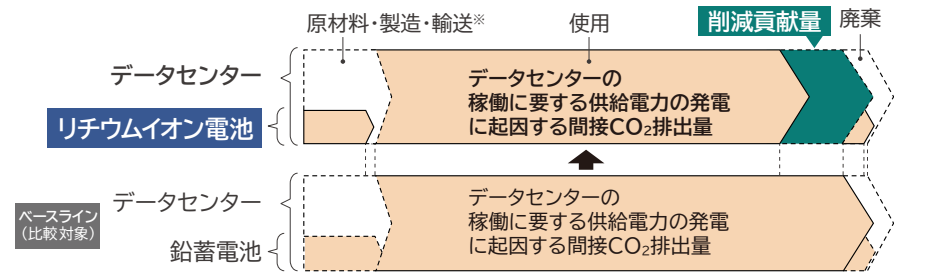 原材料・製造・輸送※
使用
削減貢献量
廃棄
データセンター
リチウムイオン電池
データセンターの
稼働に要する供給電力の発電
に起因する間接CO₂排出量
ベースライン
（比較対象）
データセンター
鉛蓄電池
データセンターの
稼働に要する供給電力の発電
に起因する間接CO₂排出量